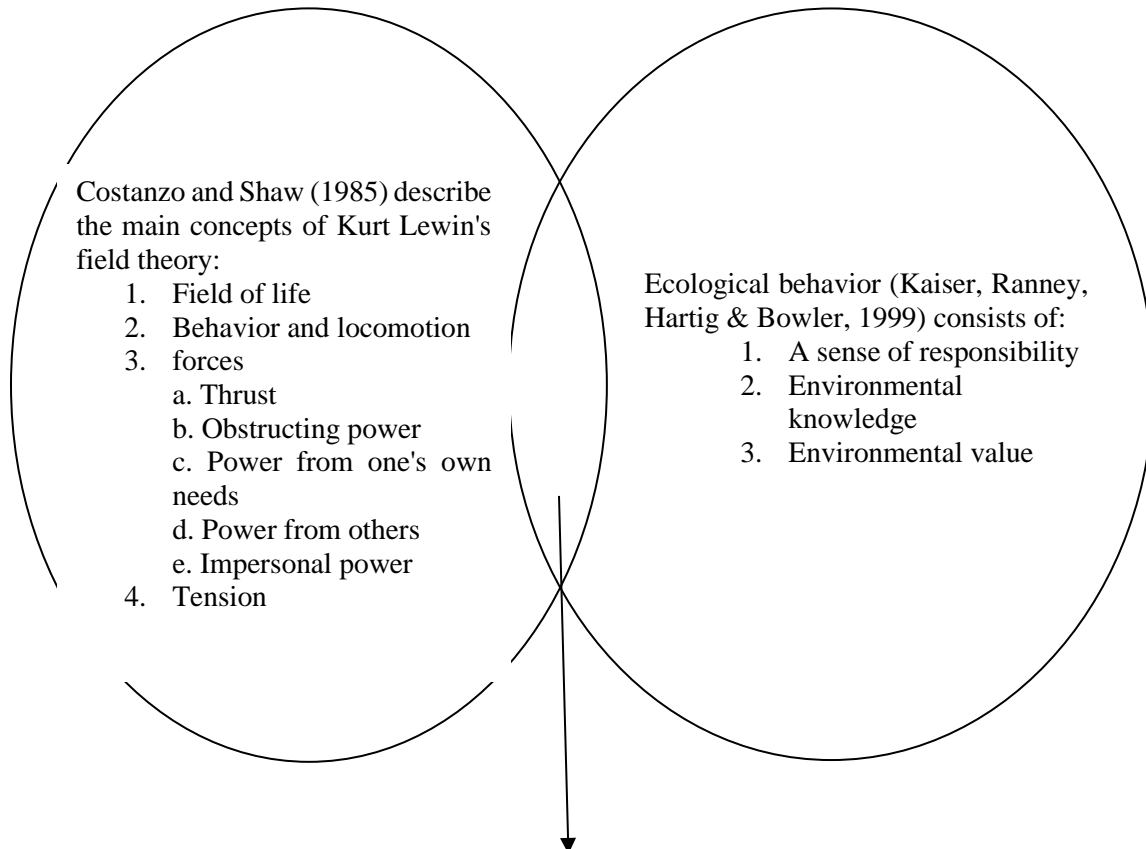 Costanzo and Shaw (1985) describe
the main concepts of Kurt Lewin's
field theory:
1. Field of life
2. Behavior and locomotion
3. forces
a. Thrust
b. Obstructing power
c. Power from one's own
needs
d. Power from others
e. Impersonal power
4. Tension
Ecological behavior (Kaiser, Ranney,
Hartig & Bowler, 1999) consists of:
1. A sense of responsibility
2. Environmental
knowledge
3. Environmental value